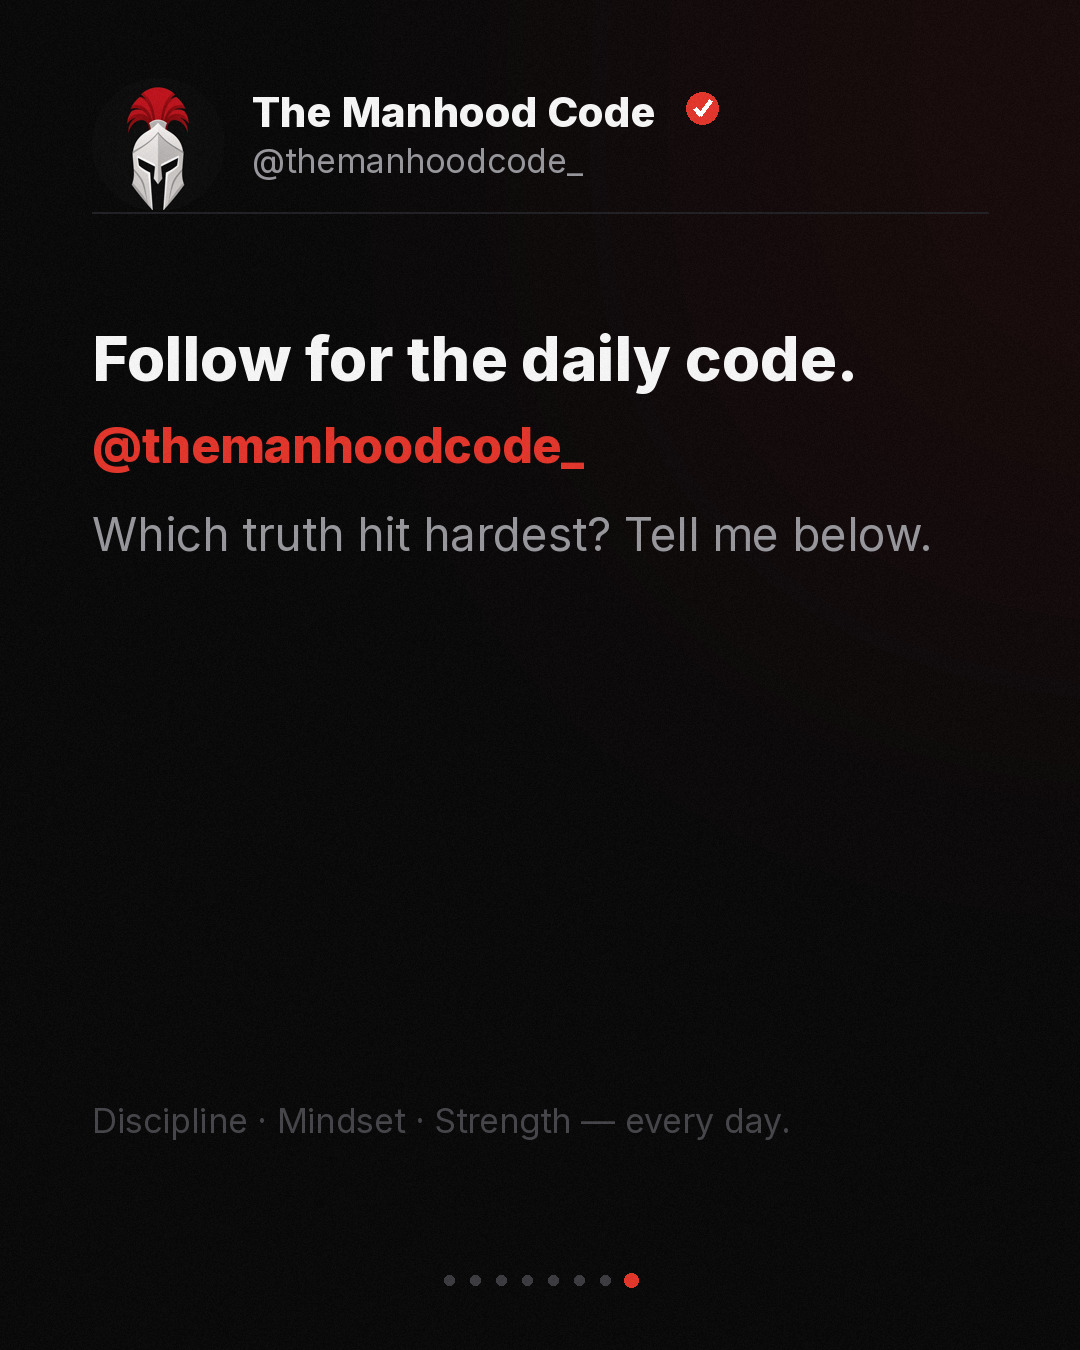 The Manhood Code
@themanhoodcode_
Follow for the daily code.
@themanhoodcode_
Which truth hit hardest? Tell me below.
Discipline · Mindset · Strength — every day.